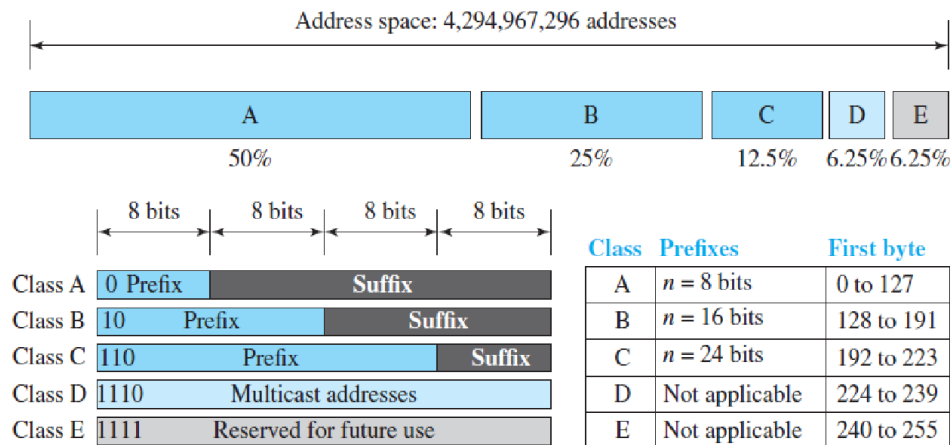 Address space: 4,294,967,296 addresses
A B C D E
50% 25% 12.5% 6.25% 6.25%
8 bits 8 bits 8 bits 8 bits
Class A 0 Prefix Suffix
Class B 10 Prefix Suffix
Class C 110 Prefix Suffix
Class D 1110 Multicast addresses
Class E 1111 Reserved for future use
Class Prefixes First byte
A n = 8 bits 0 to 127
B n = 16 bits 128 to 191
C n = 24 bits 192 to 223
D Not applicable 224 to 239
E Not applicable 240 to 255